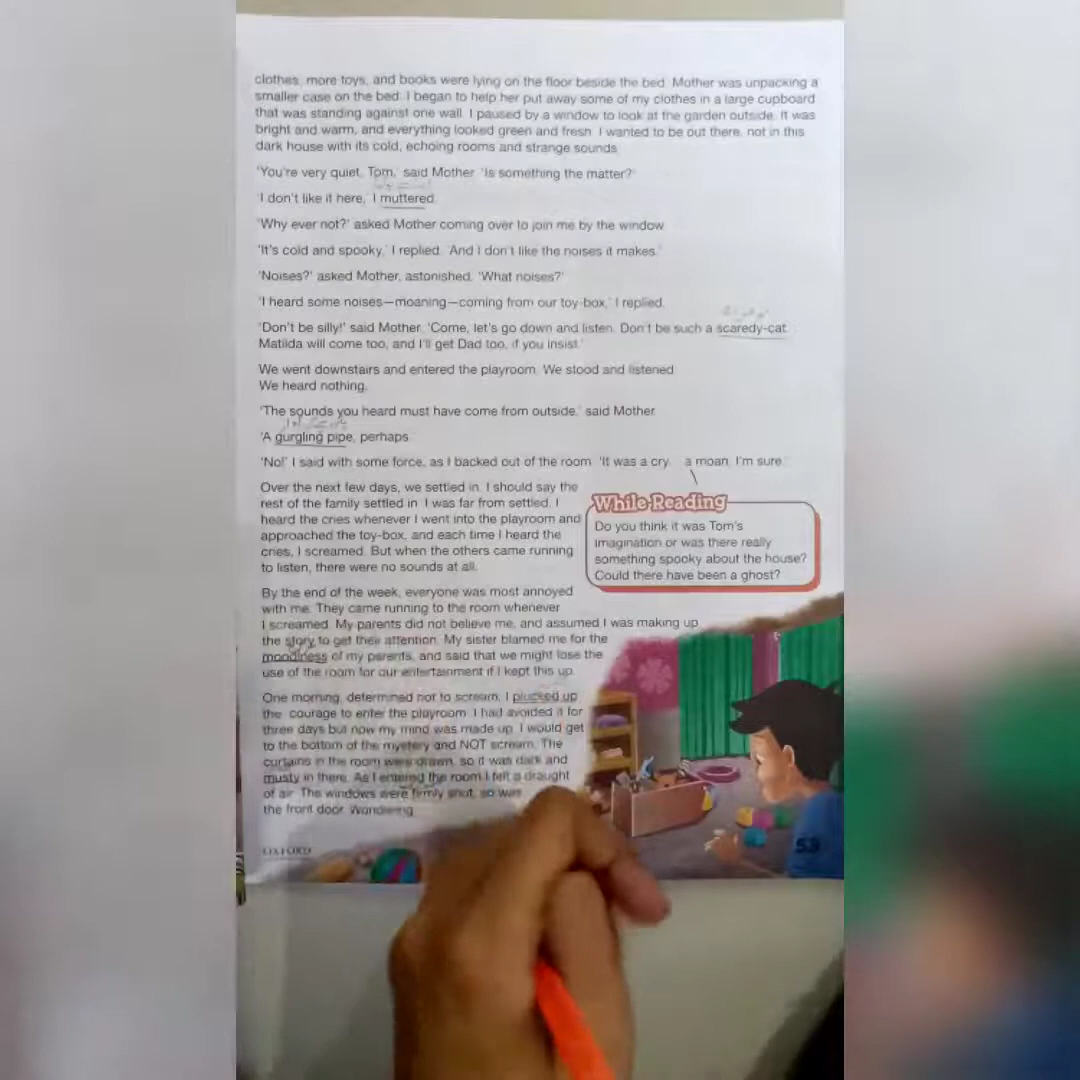 clothes, more toys, and books were lying on the floor beside the bed. Mother was unpacking a
smaller case on the bed. I began to help her put away some of my clothes in a large cupboard
that was standing against one wall. I paused by a window to look at the garden outside. It was
bright and warm, and everything looked green and fresh. I wanted to be out there, not in this
dark house with its cold, echoing rooms and strange sounds.
'You're very quiet, Tom,' said Mother. 'Is something the matter?'
'I don't like it here,' I muttered.
'Why ever not?' asked Mother coming over to join me by the window.
'It's cold and spooky,' I replied. 'And I don't like the noises it makes.'
'Noises?' asked Mother, astonished. 'What noises?'
'I heard some noises—moaning—coming from our toy-box,' I replied.
'Don't be silly!' said Mother. 'Come, let's go down and listen. Don't be such a scaredy-cat.
Matilda will come too, and I'll get Dad too, if you insist.'
We went downstairs and entered the playroom. We stood and listened.
We heard nothing.
'The sounds you heard must have come from outside,' said Mother.
'A gurgling pipe, perhaps.'
'No!' I said with some force, as I backed out of the room. 'It was a cry, a moan, I'm sure.'
Over the next few days, we settled in. I should say the
rest of the family settled in. I was far from settled. I
heard the cries whenever I went into the playroom and
approached the toy-box, and each time I heard the
cries, I screamed. But when the others came running
to listen, there were no sounds at all.
While Reading
Do you think it was Tom's
imagination or was there really
something spooky about the house?
Could there have been a ghost?
By the end of the week, everyone was most annoyed
with me. They came running to the room whenever
I screamed. My parents did not believe me, and assumed I was making up
the story to get their attention. My sister blamed me for the
moodiness of my parents, and said that we might lose the
use of the room for our entertainment if I kept this up.
One morning, determined not to scream, I plucked up
the courage to enter the playroom. I had avoided it for
three days but now my mind was made up. I would get
to the bottom of the mystery and NOT scream. The
curtains in the room were drawn, so it was dark and
musty in there. As I entered the room I felt a draught
of air. The windows were firmly shut, so was
the front door. Wondering
OXFORD
53